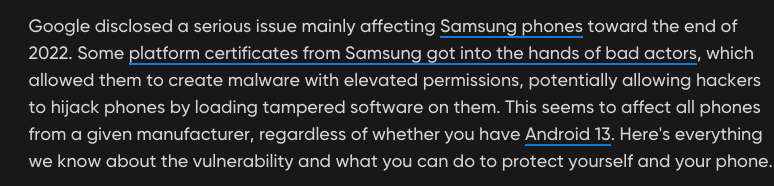 Google disclosed a serious issue mainly affecting Samsung phones toward the end of
2022. Some platform certificates from Samsung got into the hands of bad actors, which
allowed them to create malware with elevated permissions, potentially allowing hackers
to hijack phones by loading tampered software on them. This seems to affect all phones
from a given manufacturer, regardless of whether you have Android 13. Here's everything
we know about the vulnerability and what you can do to protect yourself and your phone.